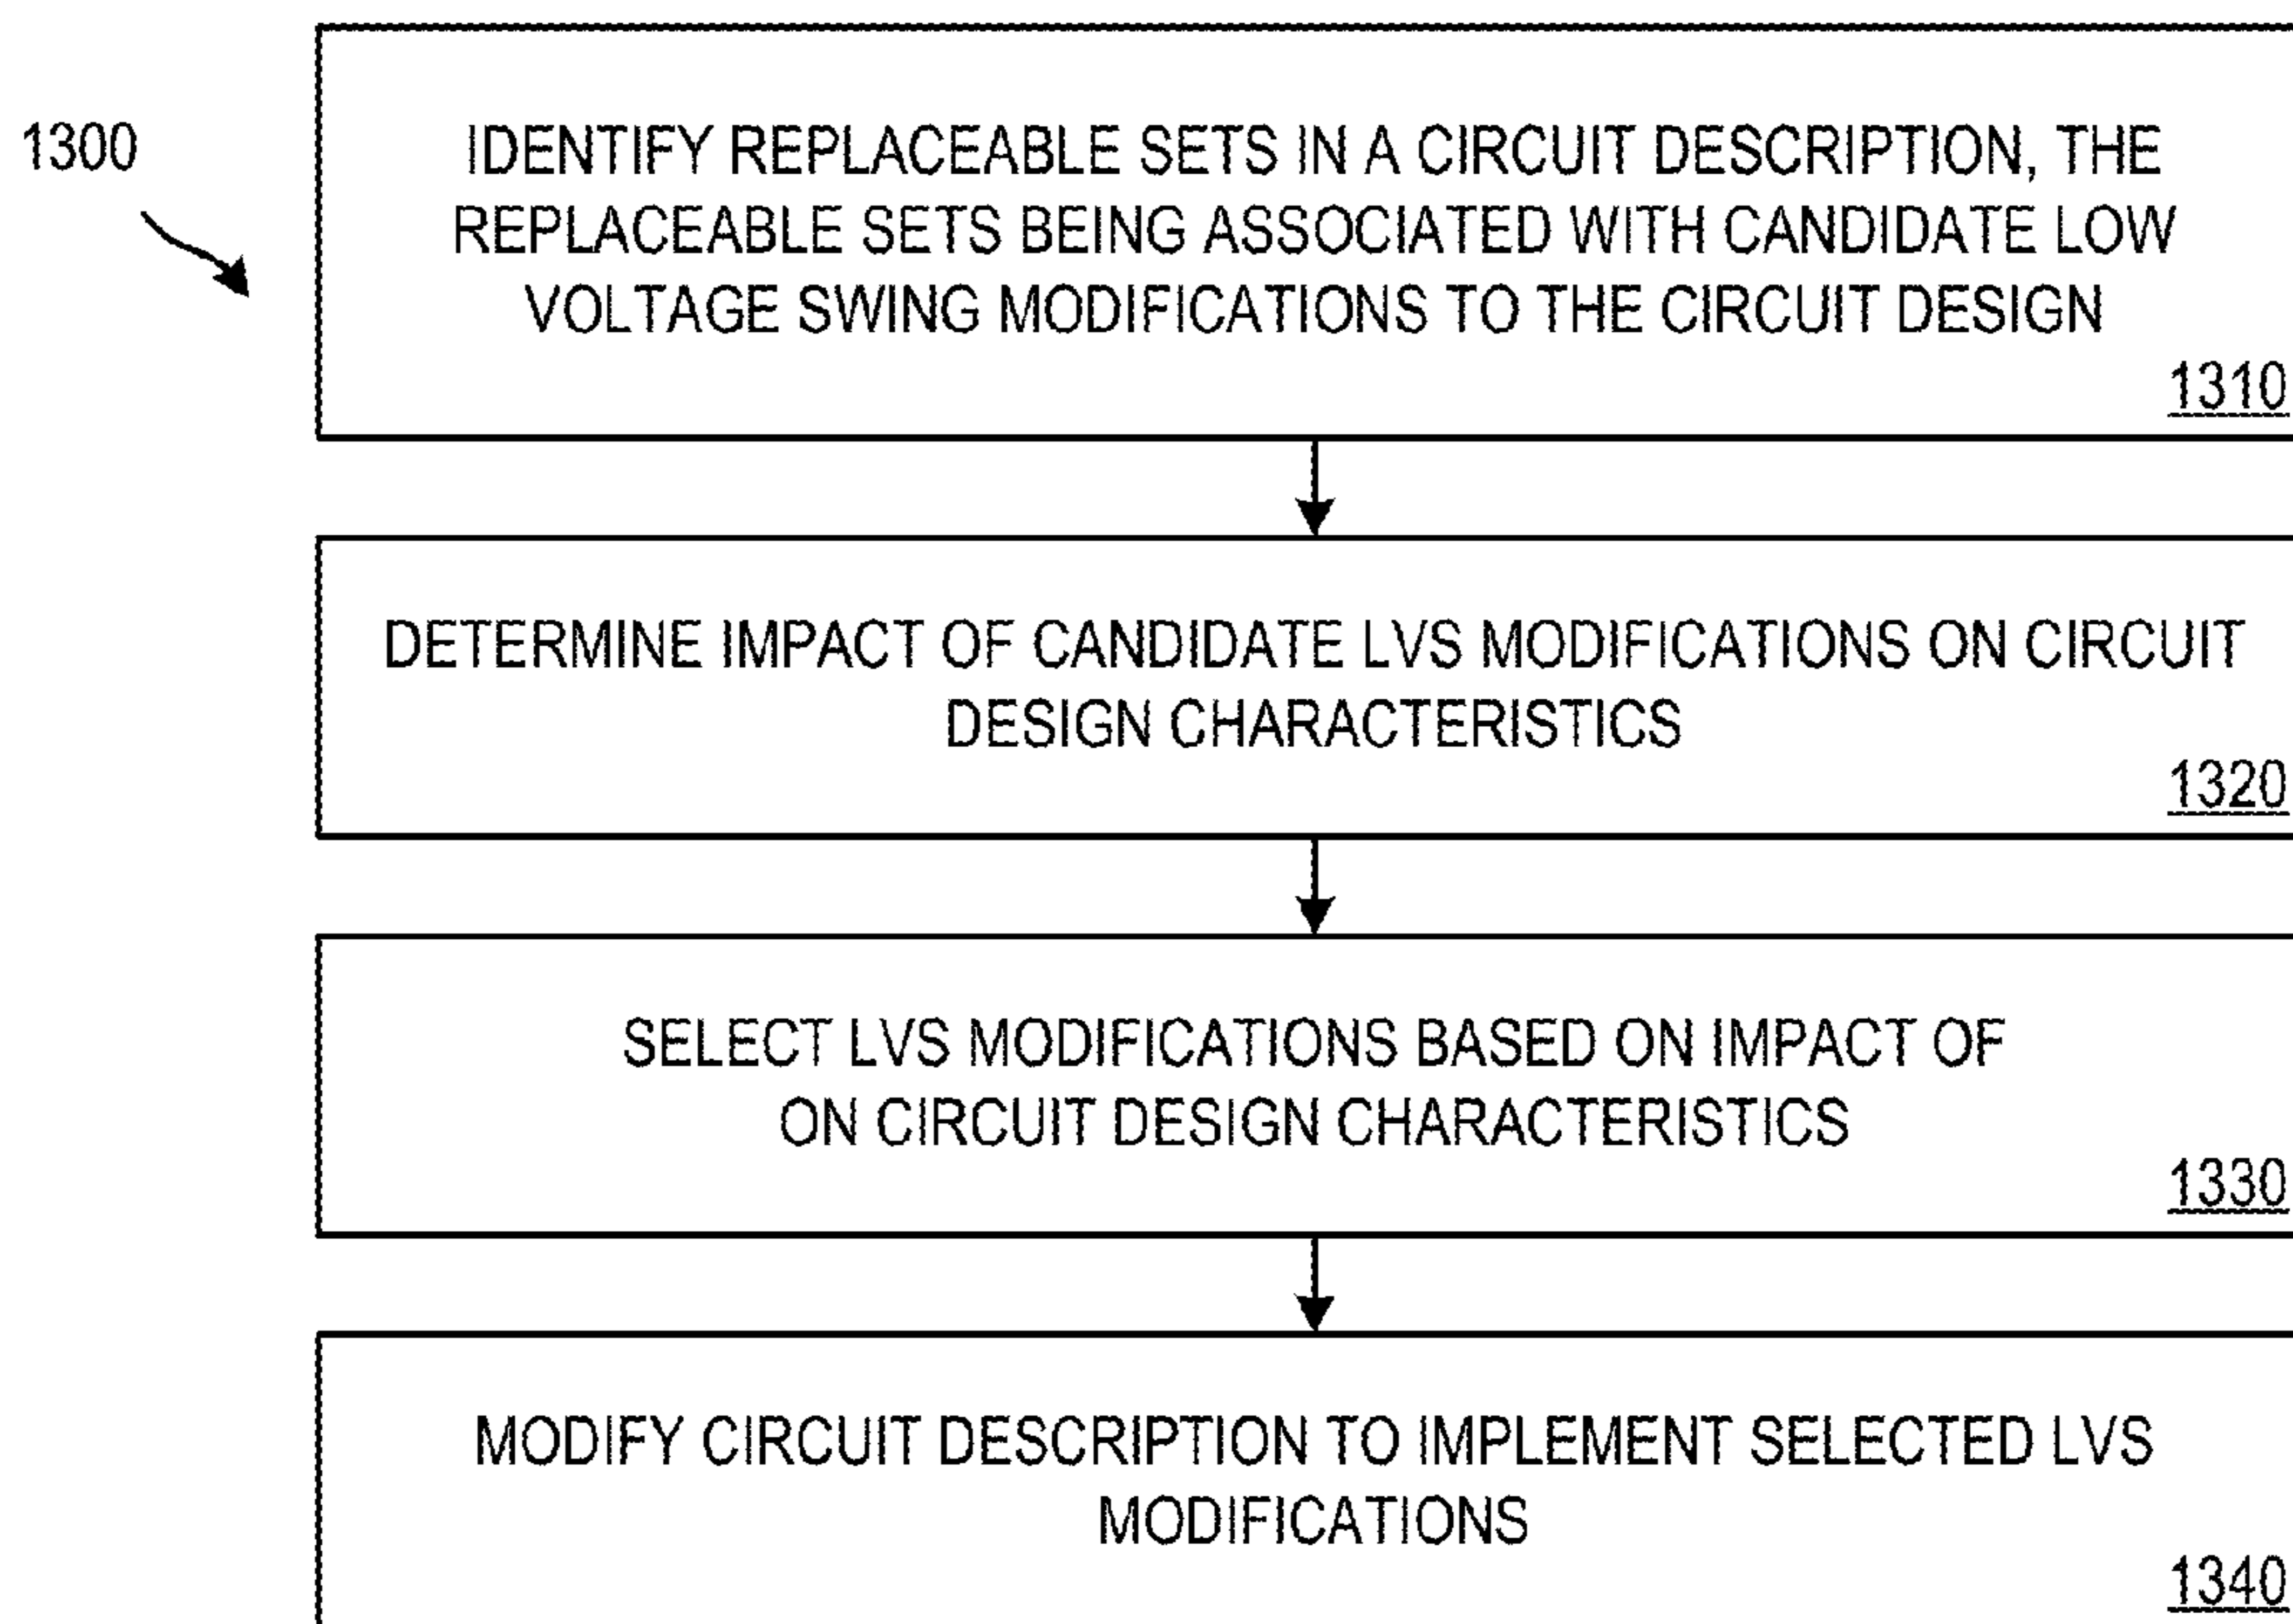 1300
IDENTIFY REPLACEABLE SETS IN A CIRCUIT DESCRIPTION, THE
REPLACEABLE SETS BEING ASSOCIATED WITH CANDIDATE LOW
VOLTAGE SWING MODIFICATIONS TO THE CIRCUIT DESIGN
1310
DETERMINE IMPACT OF CANDIDATE LVS MODIFICATIONS ON CIRCUIT
DESIGN CHARACTERISTICS
1320
SELECT LVS MODIFICATIONS BASED ON IMPACT OF
ON CIRCUIT DESIGN CHARACTERISTICS
1330
MODIFY CIRCUIT DESCRIPTION TO IMPLEMENT SELECTED LVS
MODIFICATIONS
1340